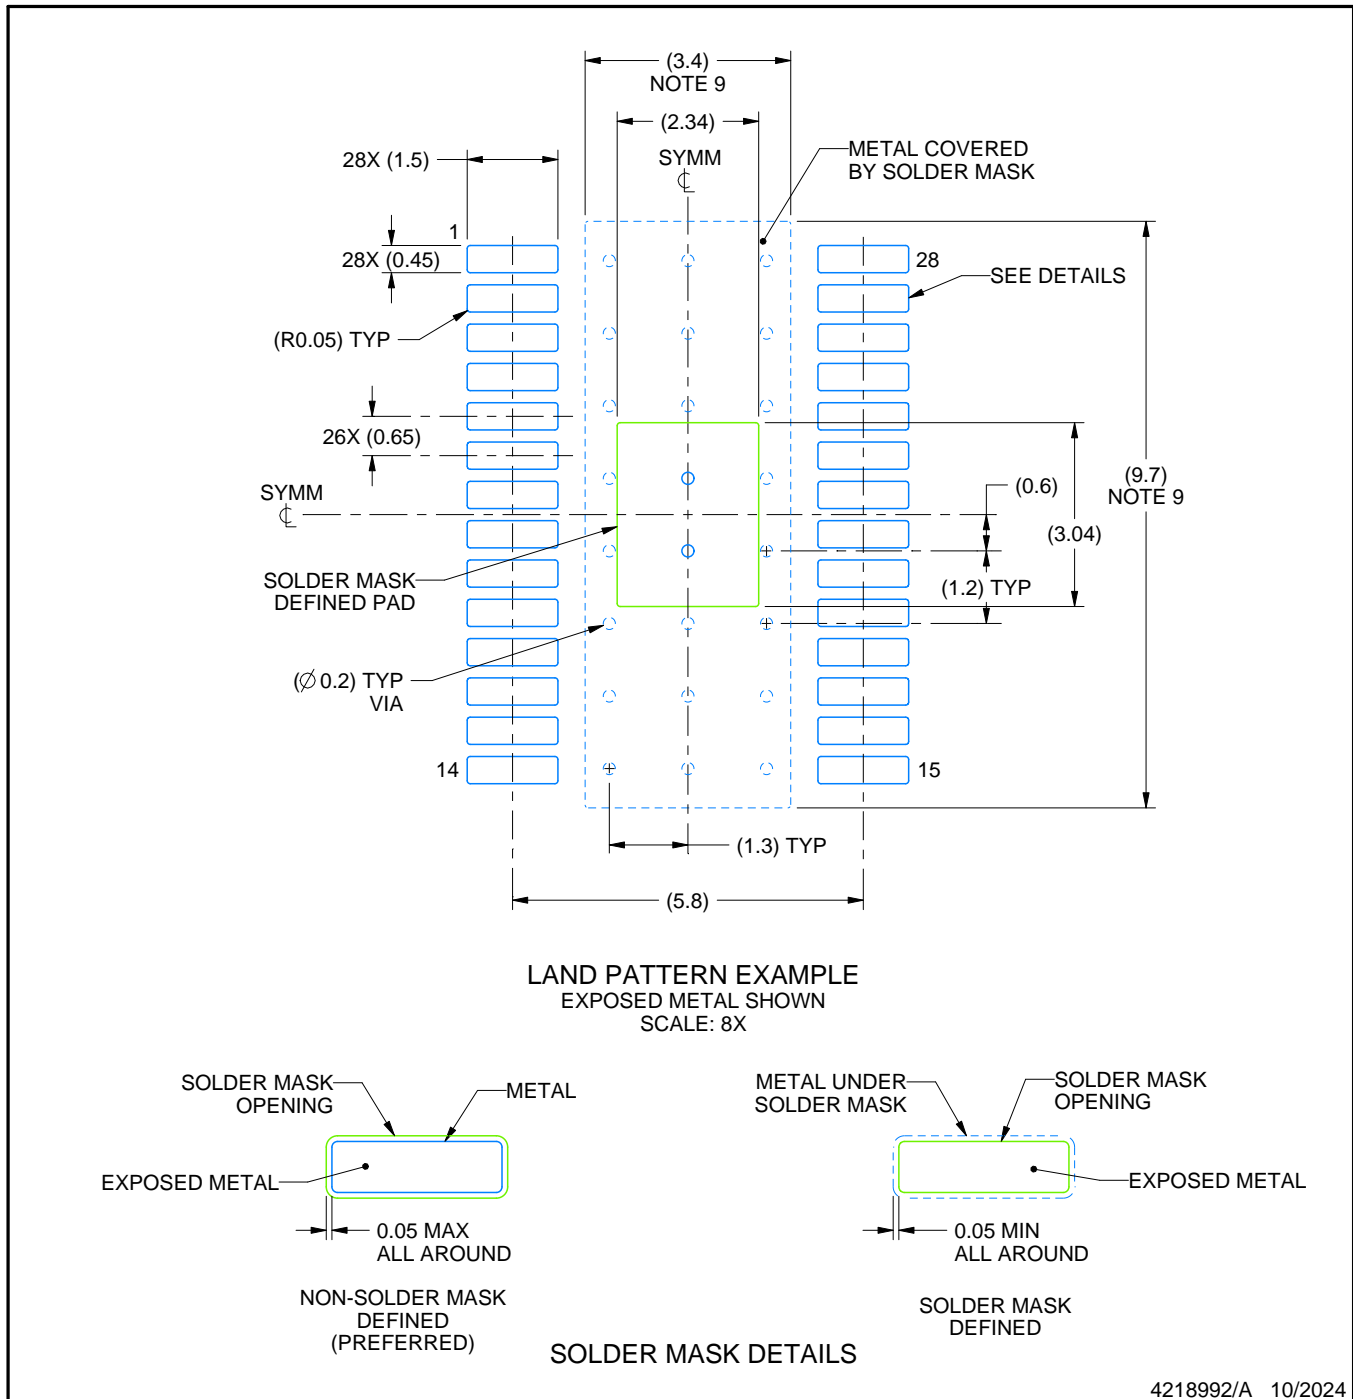 (3.4)
NOTE 9
(2.34)
SYMM
METAL COVERED
BY SOLDER MASK
28X (1.5)
1
28X (0.45)
28
SEE DETAILS
(R0.05) TYP
26X (0.65)
SYMM
(0.6)
(9.7)
NOTE 9
(3.04)
SOLDER MASK
DEFINED PAD
(1.2) TYP
(Ø 0.2) TYP
VIA
14
15
(1.3) TYP
(5.8)
LAND PATTERN EXAMPLE
EXPOSED METAL SHOWN
SCALE: 8X
SOLDER MASK
OPENING
METAL
EXPOSED METAL
0.05 MAX
ALL AROUND
NON-SOLDER MASK
DEFINED
(PREFERRED)
METAL UNDER
SOLDER MASK
SOLDER MASK
OPENING
EXPOSED METAL
0.05 MIN
ALL AROUND
SOLDER MASK
DEFINED
SOLDER MASK DETAILS
4218992/A 10/2024